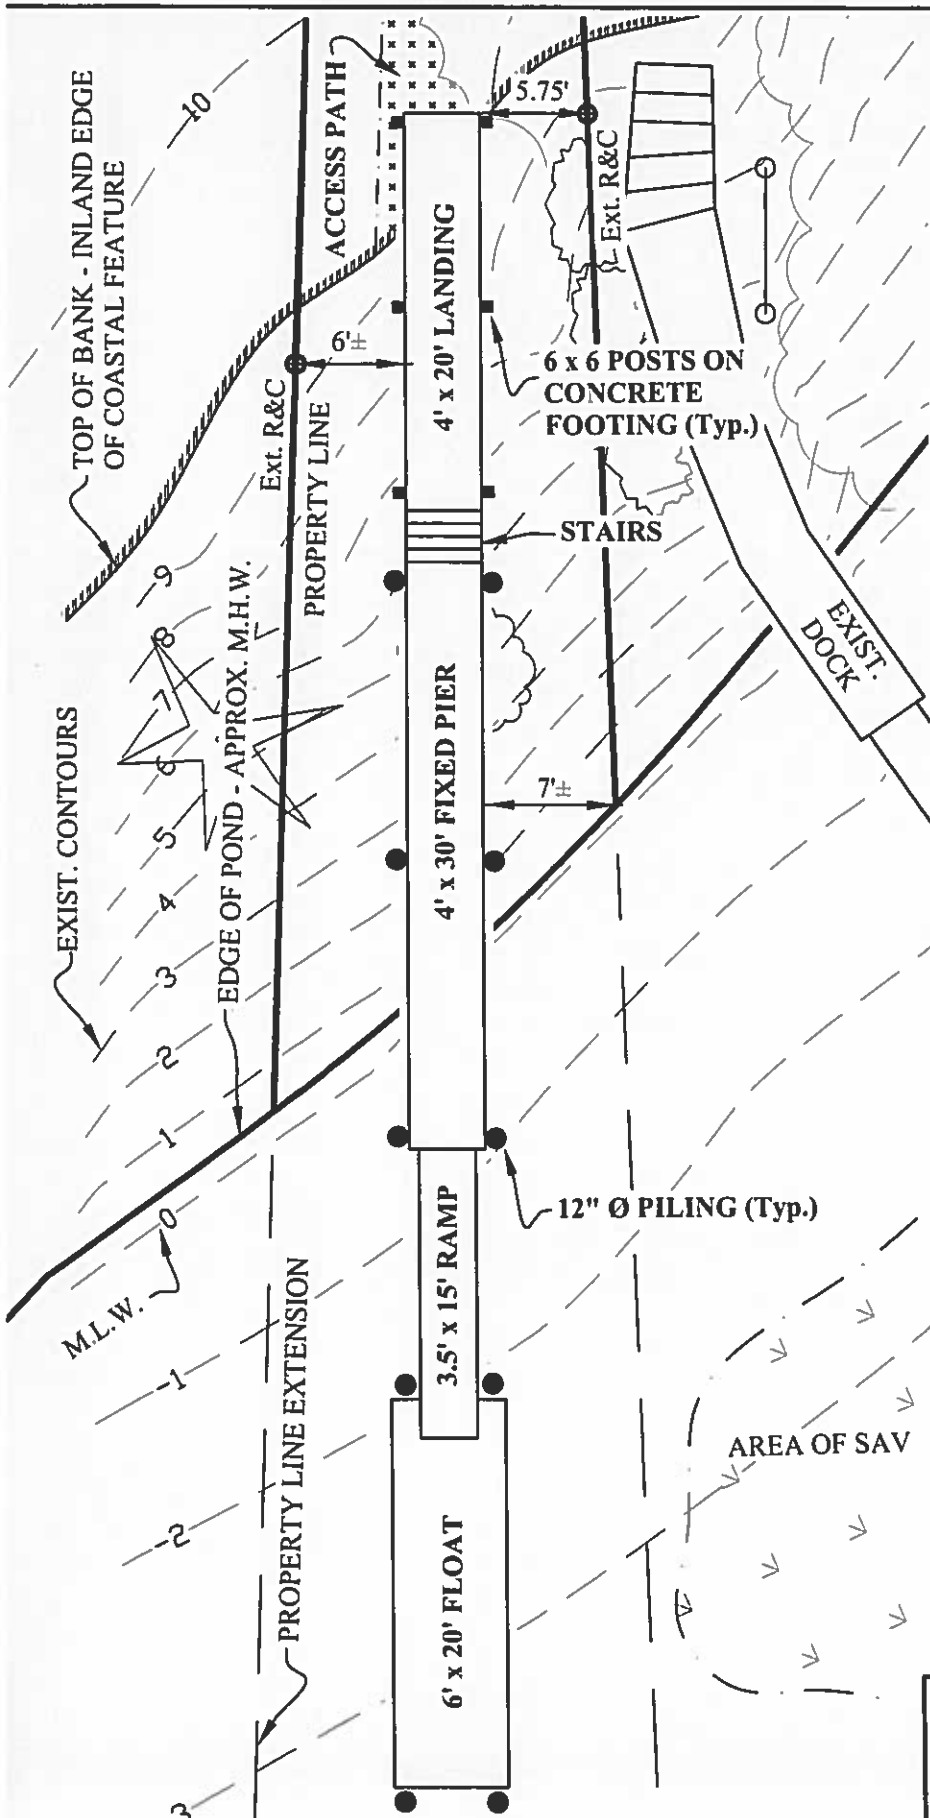 10
TOP OF BANK - INLAND EDGE
OF COASTAL FEATURE
ACCESS PATH
5.75'
Ext. R&C
4' x 20' LANDING
6'±
Ext. R&C
PROPERTY LINE
6 x 6 POSTS ON
CONCRETE
FOOTING (Typ.)
STAIRS
EXIST.
DOCK
9
8
7
6
5
4
3
2
1
0
EXIST. CONTOURS
EDGE OF POND - APPROX. M.H.W.
4' x 30' FIXED PIER
7'±
12" Ø PILING (Typ.)
M.L.W.
3.5' x 15' RAMP
-1
PROPERTY LINE EXTENSION
AREA OF SAV
-2
6' x 20' FLOAT
3